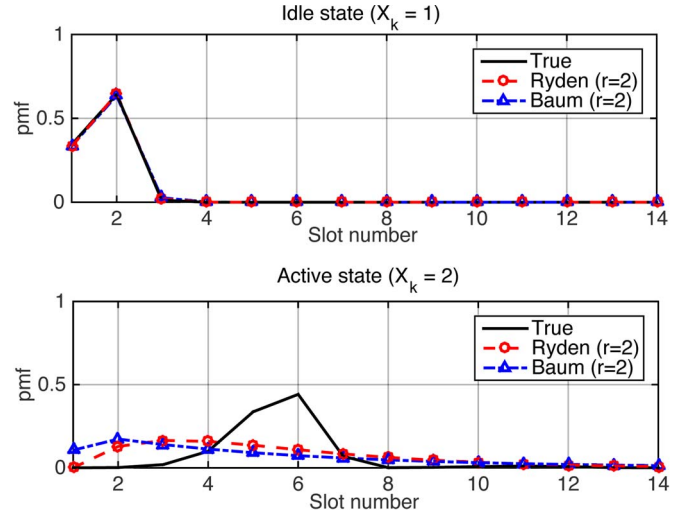 Idle state (X_k = 1)
1
True
Ryden (r=2)
Baum (r=2)
pmf
0.5
0
2 4 6 8 10 12 14
Slot number
Active state (X_k = 2)
1
True
Ryden (r=2)
Baum (r=2)
pmf
0.5
0
2 4 6 8 10 12 14
Slot number